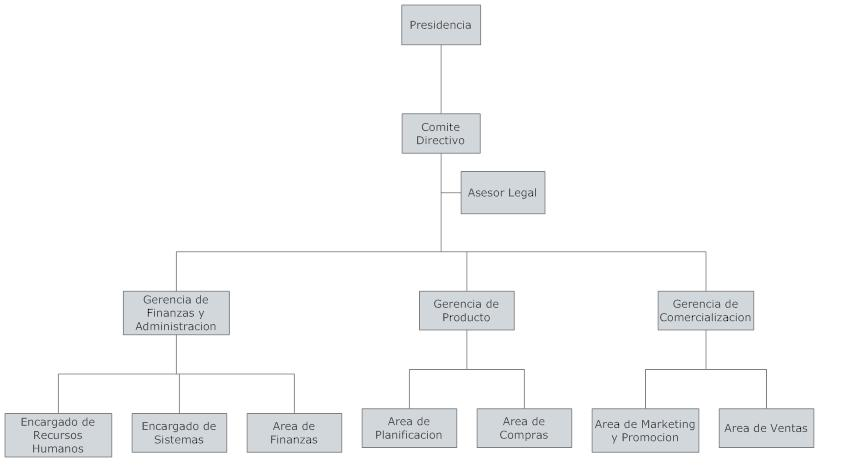 Presidencia
Comite
Directivo
Asesor Legal
Gerencia de
Finanzas y
Administracion
Gerencia de
Producto
Gerencia de
Comercializacion
Encargado de
Recursos
Humanos
Encargado de
Sistemas
Area de
Finanzas
Area de
Planificacion
Area de
Compras
Area de Marketing
y Promocion
Area de Ventas